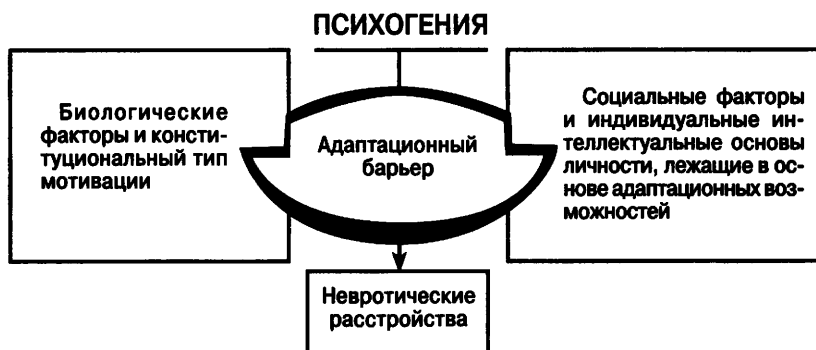 ПСИХОГЕНИЯ
Биологические
факторы и консти-
туциональный тип
мотивации
Адаптационный
барьер
Социальные факторы
и индивидуальные ин-
теллектуальные основы
личности, лежащие в ос-
нове адаптационных воз-
можностей
Невротические
расстройства